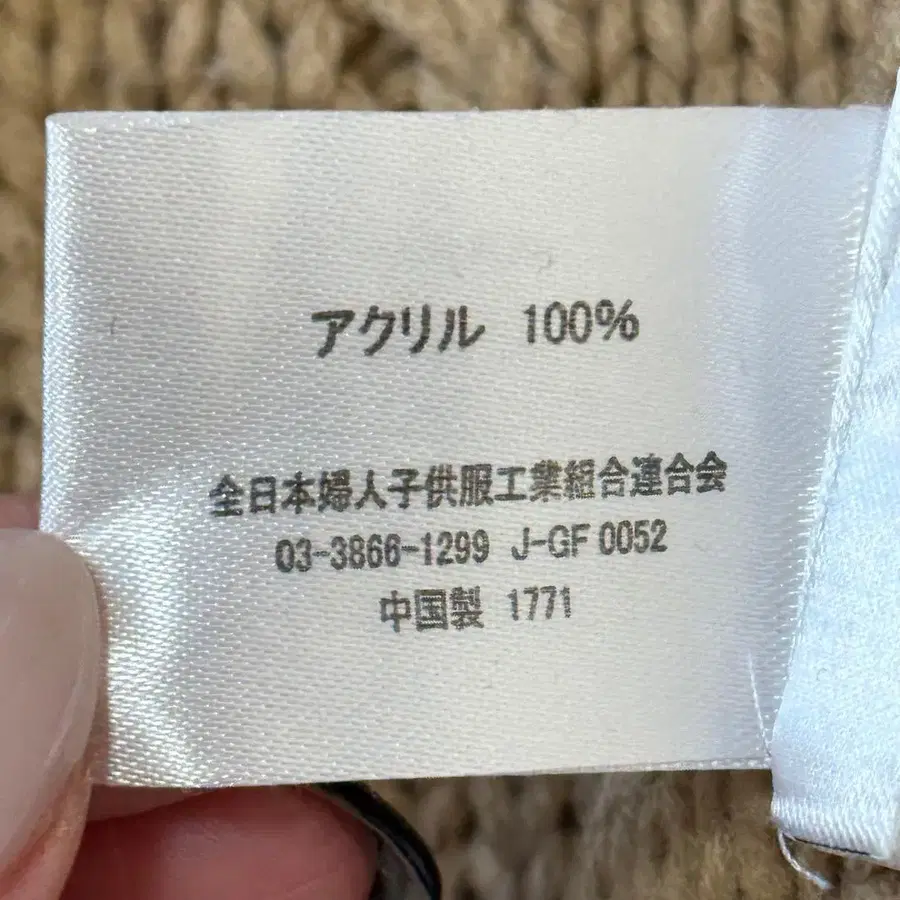 アクリル 100%
全日本婦人子供服工業組合連合会
03-3866-1299 J-GF 0052
中国製 1771